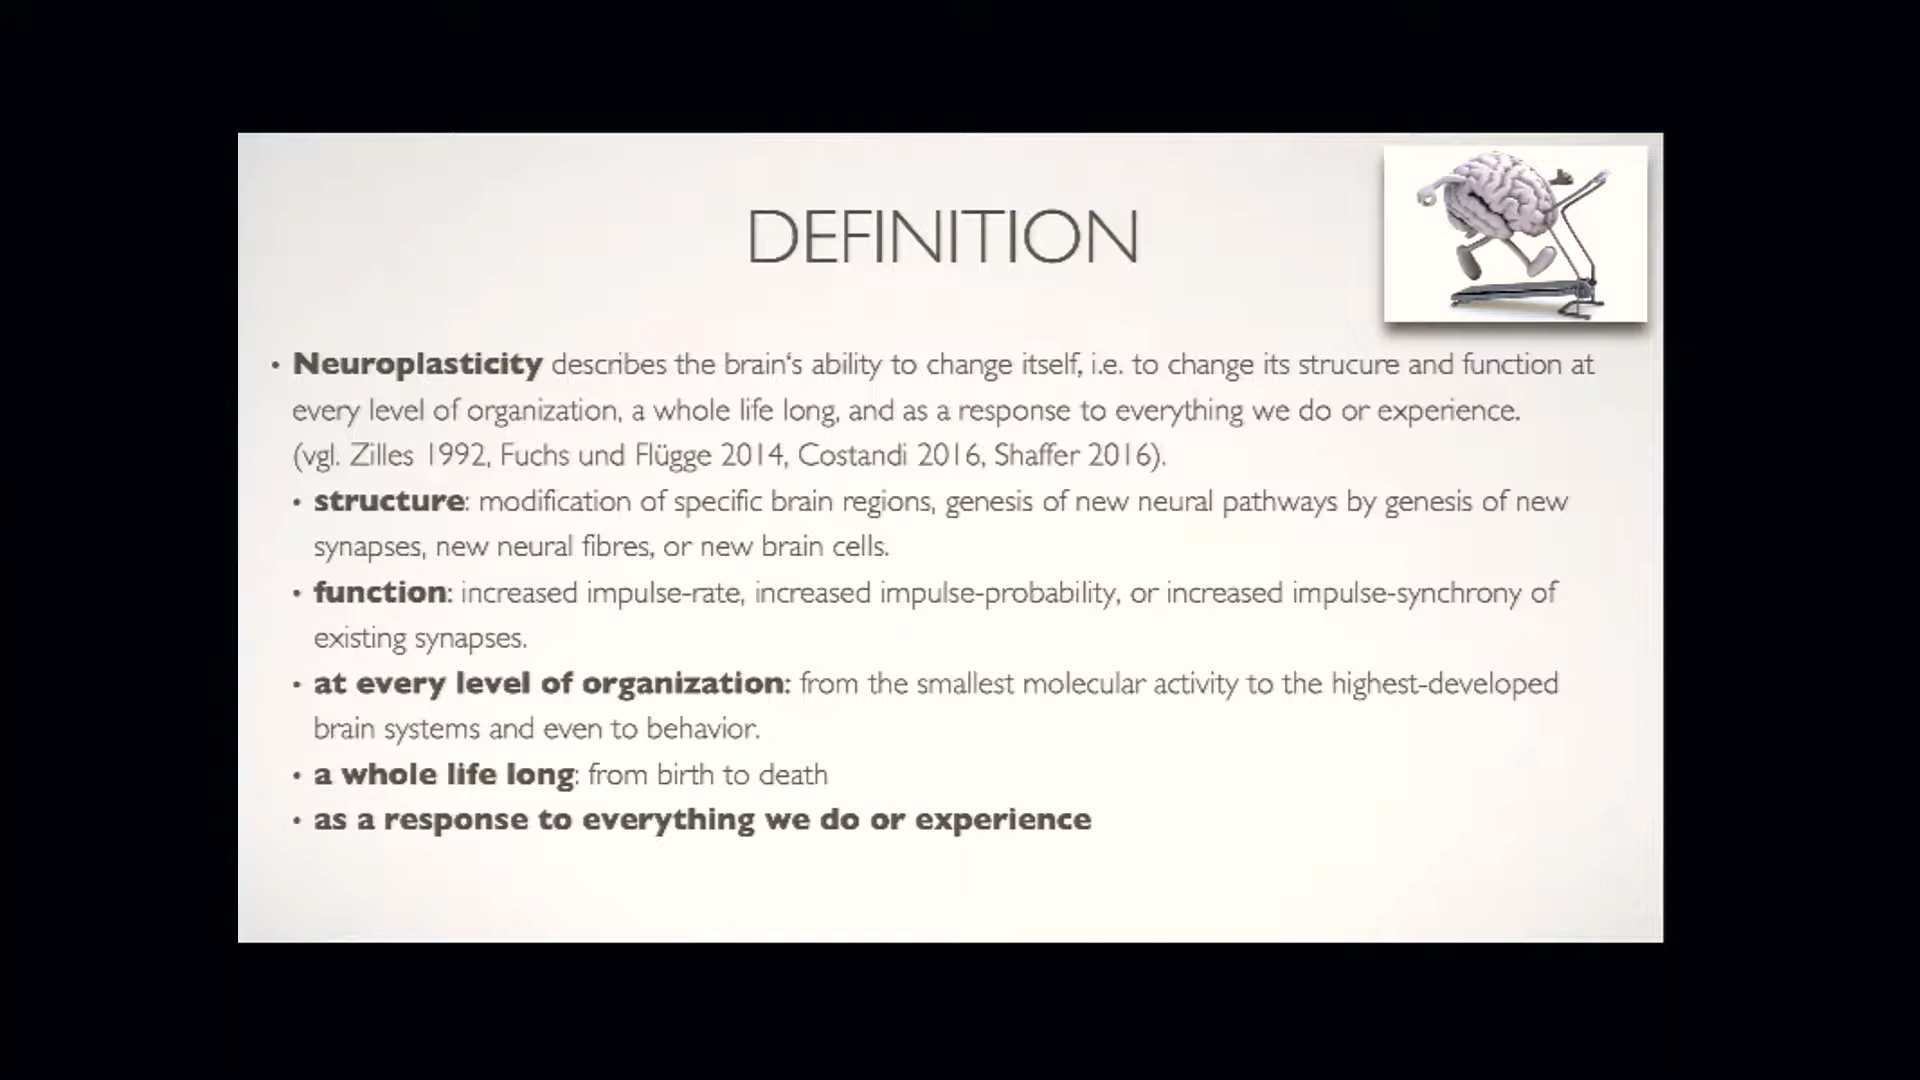 DEFINITION
• Neuroplasticity describes the brain‘s ability to change itself, i.e. to change its strucure and function at
every level of organization, a whole life long, and as a response to everything we do or experience.
(vgl. Zilles 1992, Fuchs und Flügge 2014, Costandi 2016, Shaffer 2016).
• structure: modification of specific brain regions, genesis of new neural pathways by genesis of new
synapses, new neural fibres, or new brain cells.
• function: increased impulse-rate, increased impulse-probability, or increased impulse-synchrony of
existing synapses.
• at every level of organization: from the smallest molecular activity to the highest-developed
brain systems and even to behavior.
• a whole life long: from birth to death
• as a response to everything we do or experience